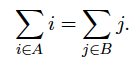 ∑_{i∈A} i = ∑_{j∈B} j.